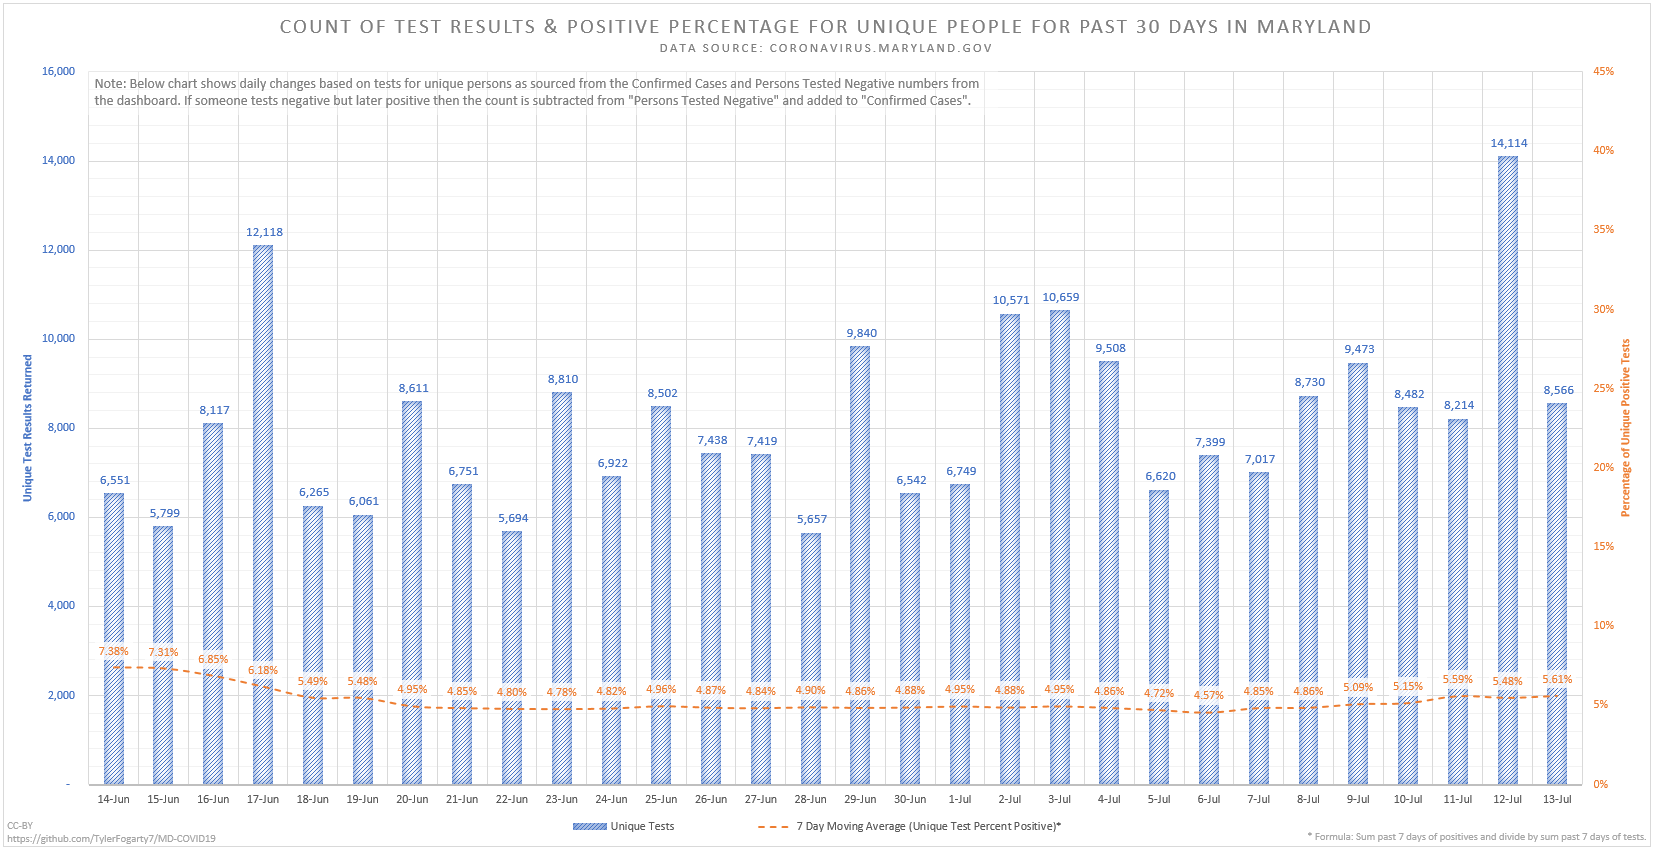 COUNT OF TEST RESULTS & POSITIVE PERCENTAGE FOR UNIQUE PEOPLE FOR PAST 30 DAYS IN MARYLAND
DATA SOURCE: CORONAVIRUS.MARYLAND.GOV
Note: Below chart shows daily changes based on tests for unique persons as sourced from the Confirmed Cases and Persons Tested Negative numbers from
the dashboard. If someone tests negative but later positive then the count is subtracted from "Persons Tested Negative" and added to "Confirmed Cases".
Unique Test Results Returned
16,000
14,000
12,000
10,000
8,000
6,000
4,000
2,000
-
6,551
5,799
8,117
12,118
6,265
6,061
8,611
6,751
5,694
8,810
6,922
8,502
7,438
7,419
5,657
9,840
6,542
6,749
10,571
10,659
9,508
6,620
7,399
7,017
8,730
9,473
8,482
8,214
14,114
8,566
7.38%
7.31%
6.85%
6.18%
5.49%
5.48%
4.95%
4.85%
4.80%
4.78%
4.82%
4.96%
4.87%
4.84%
4.90%
4.86%
4.88%
4.95%
4.88%
4.95%
4.86%
4.72%
4.57%
4.85%
4.86%
5.09%
5.15%
5.59%
5.48%
5.61%
45%
40%
35%
30%
25%
20%
15%
10%
5%
0%
Percentage of Unique Positive Tests
14-Jun
15-Jun
16-Jun
17-Jun
18-Jun
19-Jun
20-Jun
21-Jun
22-Jun
23-Jun
24-Jun
25-Jun
26-Jun
27-Jun
28-Jun
29-Jun
30-Jun
1-Jul
2-Jul
3-Jul
4-Jul
5-Jul
6-Jul
7-Jul
8-Jul
9-Jul
10-Jul
11-Jul
12-Jul
13-Jul
Unique Tests
7 Day Moving Average (Unique Test Percent Positive)*
CC-BY
https://github.com/TylerFogarty7/MD-COVID19
* Formula: Sum past 7 days of positives and divide by sum past 7 days of tests.